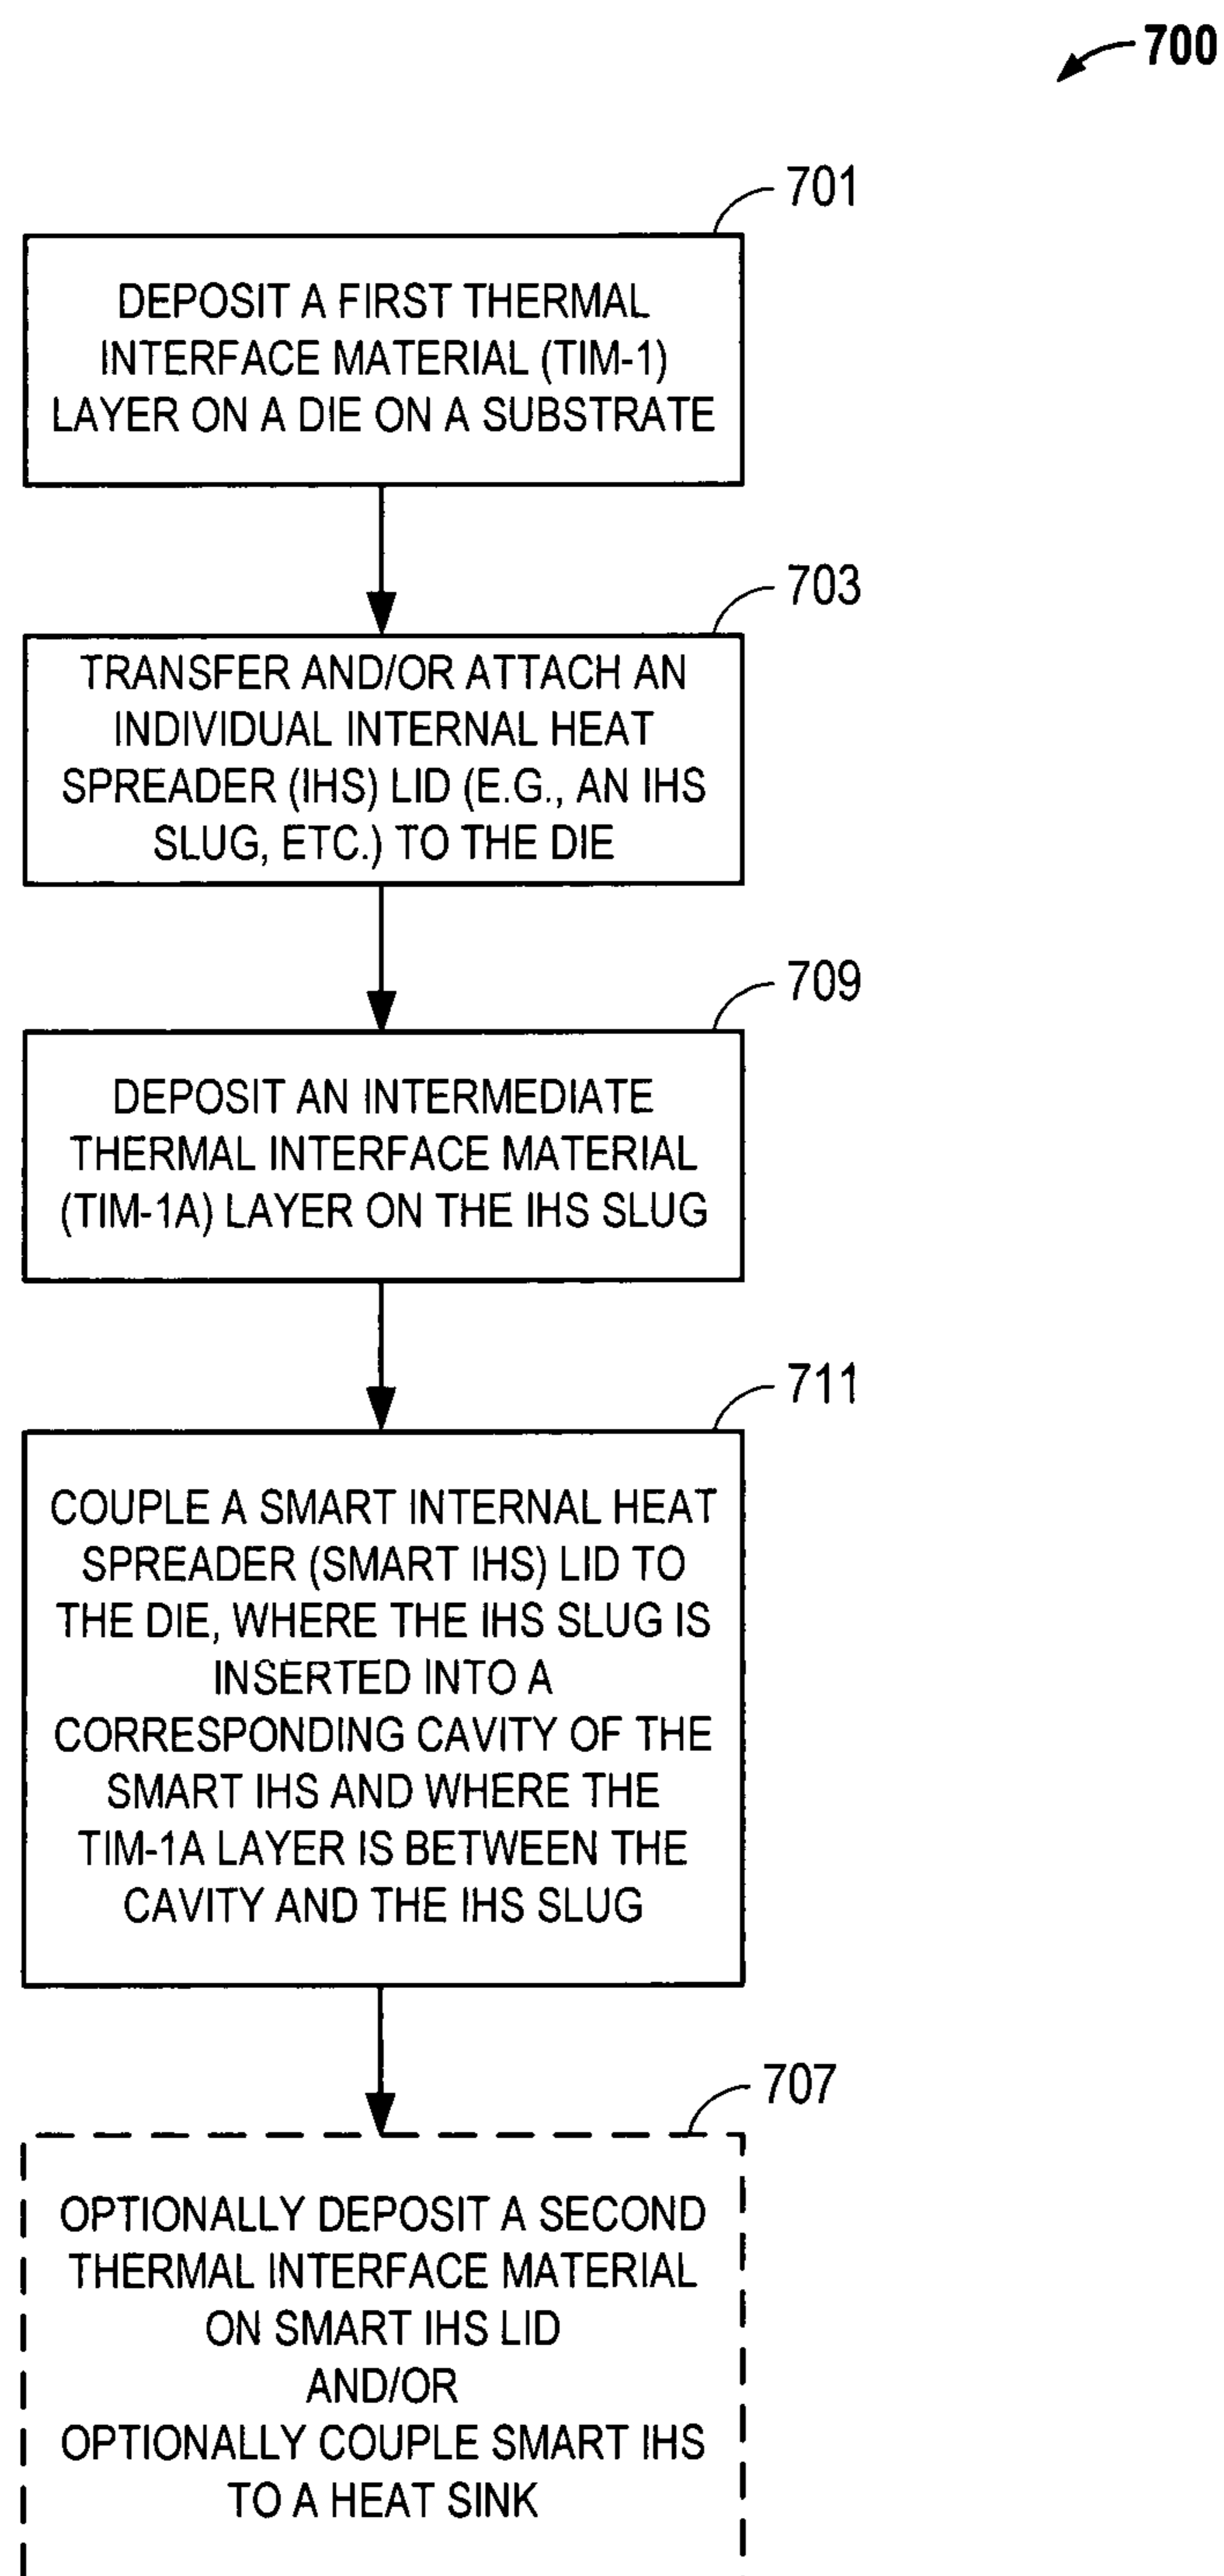 700
701
DEPOSIT A FIRST THERMAL
INTERFACE MATERIAL (TIM-1)
LAYER ON A DIE ON A SUBSTRATE
703
TRANSFER AND/OR ATTACH AN
INDIVIDUAL INTERNAL HEAT
SPREADER (IHS) LID (E.G., AN IHS
SLUG, ETC.) TO THE DIE
709
DEPOSIT AN INTERMEDIATE
THERMAL INTERFACE MATERIAL
(TIM-1A) LAYER ON THE IHS SLUG
711
COUPLE A SMART INTERNAL HEAT
SPREADER (SMART IHS) LID TO
THE DIE, WHERE THE IHS SLUG IS
INSERTED INTO A
CORRESPONDING CAVITY OF THE
SMART IHS AND WHERE THE
TIM-1A LAYER IS BETWEEN THE
CAVITY AND THE IHS SLUG
707
OPTIONALLY DEPOSIT A SECOND
THERMAL INTERFACE MATERIAL
ON SMART IHS LID
AND/OR
OPTIONALLY COUPLE SMART IHS
TO A HEAT SINK